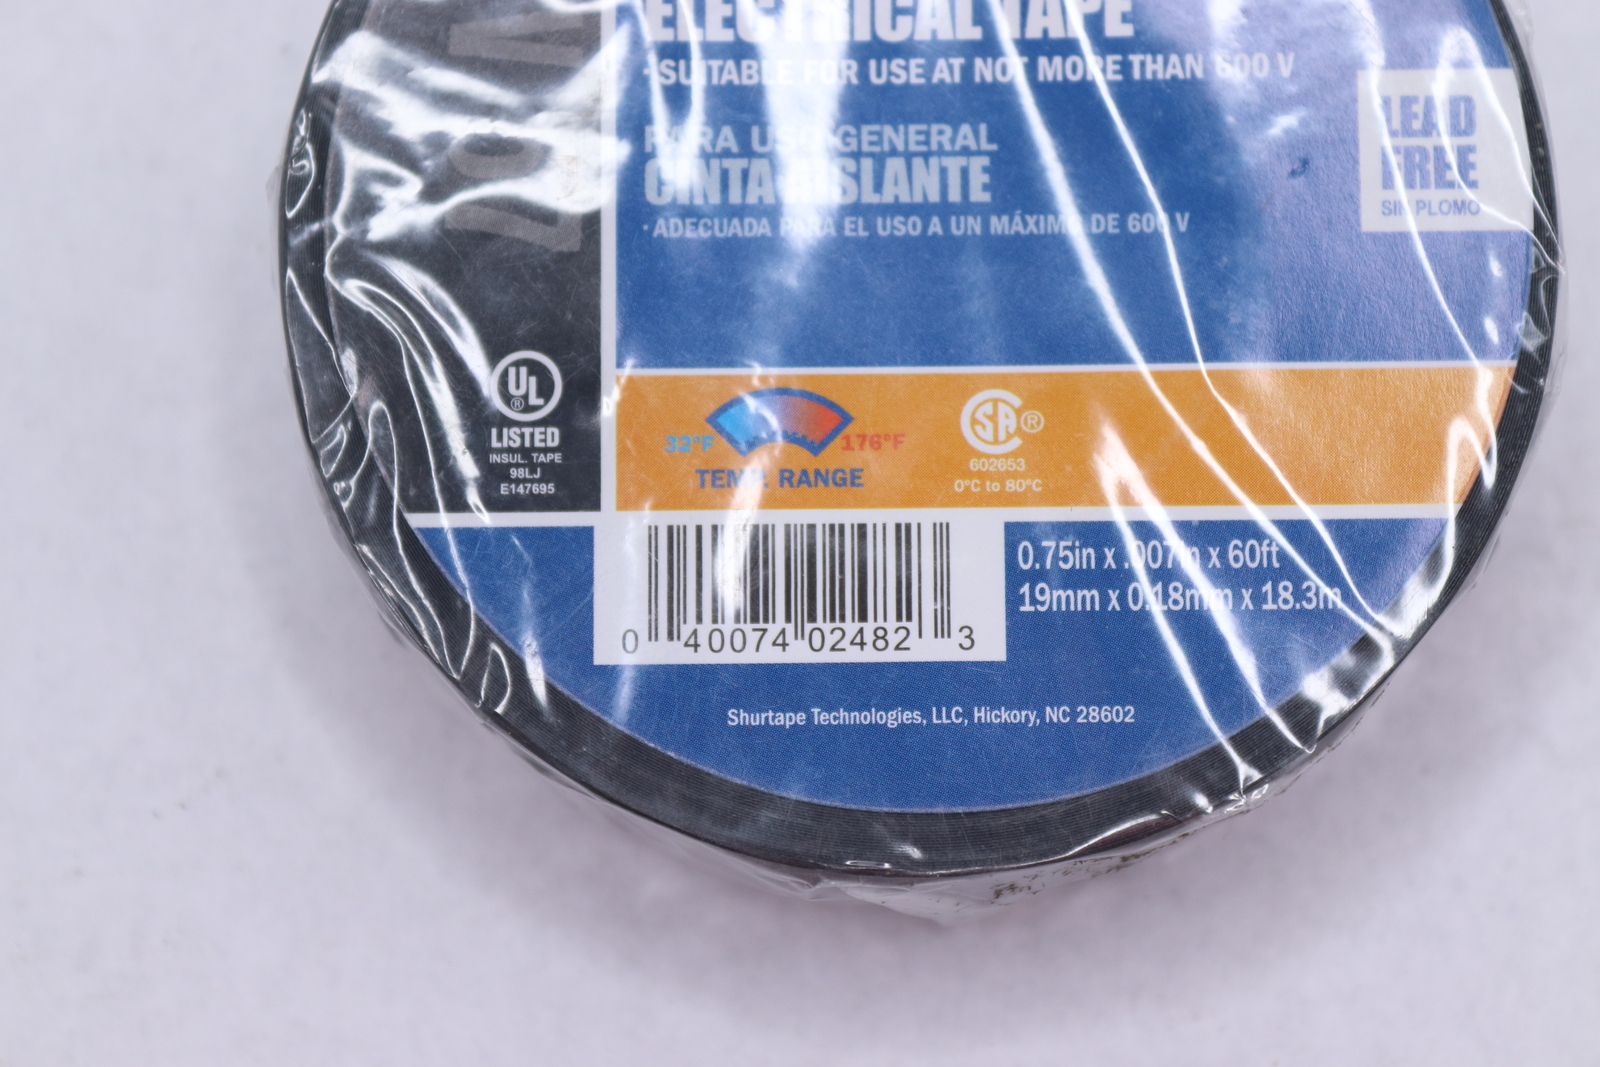 ELECTRICAL TAPE
·SUITABLE FOR USE AT NOT MORE THAN 600 V
PARA USO GENERAL
CINTA AISLANTE
·ADECUADA PARA EL USO A UN MÁXIMO DE 600 V
LEAD
FREE
SIN PLOMO
UL
®
LISTED
INSUL. TAPE
98LJ
E147695
32°F
176°F
TEMP. RANGE
CSA®
602653
0°C to 80°C
0 40074 02482 3
0.75in x .007in x 60ft
19mm x 0.18mm x 18.3m
Shurtape Technologies, LLC, Hickory, NC 28602